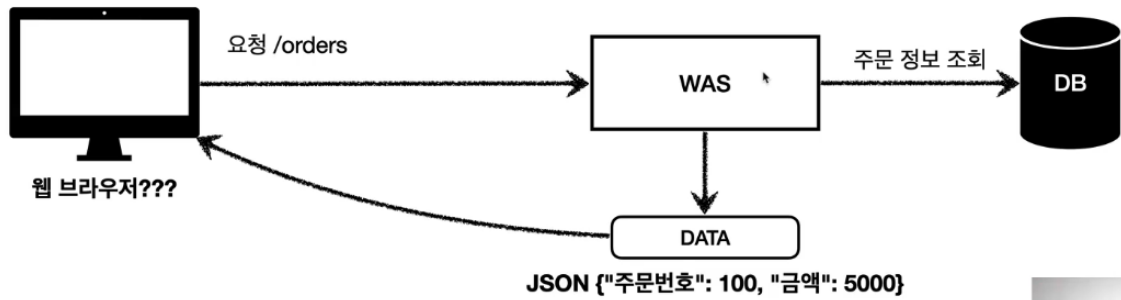 요청 /orders
주문 정보 조회
WAS
DB
웹 브라우저???
DATA
JSON {"주문번호": 100, "금액": 5000}